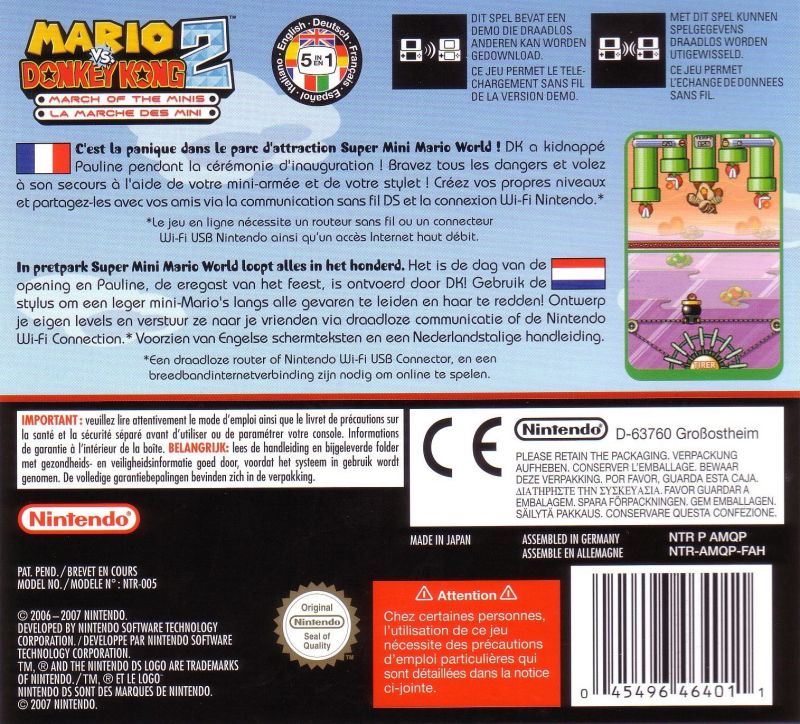 MARIO
VS.
DONKEY KONG 2
™
MARCH OF THE MINIS
LA MARCHE DES MINI
English • Deutsch • Français • Español • Italiano
5 IN EN 1
DIT SPEL BEVAT EEN
DEMO DIE DRAADLOS
ANDEREN KAN WORDEN
GEDOWNLOAD.
CE JEU PERMET LE TELE-
CHARGEMENT SANS FIL
DE LA VERSION DEMO.
MET DIT SPEL KUNNEN
SPELGEGEVENS
DRAADLOS WORDEN
UITGEWISSELD.
CE JEU PERMET
L'ECHANGE DE DONNEES
SANS FIL.
C'est la panique dans le parc d'attraction Super Mini Mario World ! DK a kidnappé
Pauline pendant la cérémonie d'inauguration ! Bravez tous les dangers et volez
à son secours à l'aide de votre mini-armée et de votre stylet ! Créez vos propres niveaux
et partagez-les avec vos amis via la communication sans fil DS et la connexion Wi-Fi Nintendo.*
*Le jeu en ligne nécessite un routeur sans fil ou un connecteur
Wi-Fi USB Nintendo ainsi qu'un accès Internet haut débit.
In pretpark Super Mini Mario World loopt alles in het honderd. Het is de dag van de
opening en Pauline, de eregast van het feest, is ontvoerd door DK! Gebruik de
stylus om een leger mini-Mario's langs alle gevaren te leiden en haar te redden! Ontwerp
je eigen levels en verstuur ze naar je vrienden via draadloze communicatie of de Nintendo
Wi-Fi Connection.* Voorzien van Engelse schermteksten en een Nederlandstalige handleiding.
*Een draadloze router of Nintendo Wi-Fi USB Connector, en een
breedbandinternetverbinding zijn nodig om online te spelen.
TIRER
IMPORTANT : veuillez lire attentivement le mode d'emploi ainsi que le livret de précautions sur
la santé et la sécurité séparé avant d'utiliser ou de paramétrer votre console. Informations
de garantie à l'intérieure de la boîte. BELANGRIJK: lees de handleiding en bijgeleverde folder
met gezondheids- en veiligheidsinformatie goed door, voordat het systeem in gebruik wordt
genomen. De volledige garantiebepalingen bevinden zich in de verpakking.
CE
Nintendo D-63760 Großostheim
PLEASE RETAIN THE PACKAGING. VERPACKUNG
AUFHEBEN. CONSERVER L'EMBALLAGE. BEWAAR
DEZE VERPAKKING. POR FAVOR, GUARDA ESTA CAJA.
ΔΙΑΤΗΡΗΣΤΕ ΤΗΝ ΣΥΣΚΕΥΑΣΙΑ. FAVOR GUARDAR A
EMBALAGEM. SPARA FÖRPACKNINGEN. GEM EMBALLAGEN.
SÄILYTÄ PAKKAUS. CONSERVARE QUESTA CONFEZIONE.
Nintendo
MADE IN JAPAN
ASSEMBLED IN GERMANY
ASSEMBLE EN ALLEMAGNE
NTR P AMQP
NTR-AMQP-FAH
PAT. PEND./BREVET EN COURS
MODEL NO./MODÈLE N° : NTR-005
© 2006–2007 NINTENDO.
DEVELOPED BY NINTENDO SOFTWARE TECHNOLOGY
CORPORATION./DEVELOPPE PAR NINTENDO SOFTWARE
TECHNOLOGY CORPORATION.
TM, ® AND THE NINTENDO DS LOGO ARE TRADEMARKS
OF NINTENDO./TM, ® ET LE LOGO
NINTENDO DS SONT DES MARQUES DE NINTENDO.
© 2007 NINTENDO.
Original
Nintendo
Seal of
Quality
⚠ Attention ⚠
Chez certaines personnes,
l'utilisation de ce jeu
nécessite des précautions
d'emploi particulières qui
sont détaillées dans la notice
ci-jointe.
0 45496 46401 1